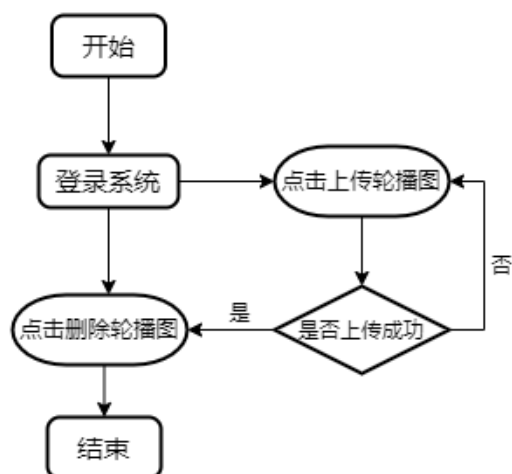 开始
登录系统
点击上传轮播图
否
是
点击删除轮播图
是否上传成功
结束